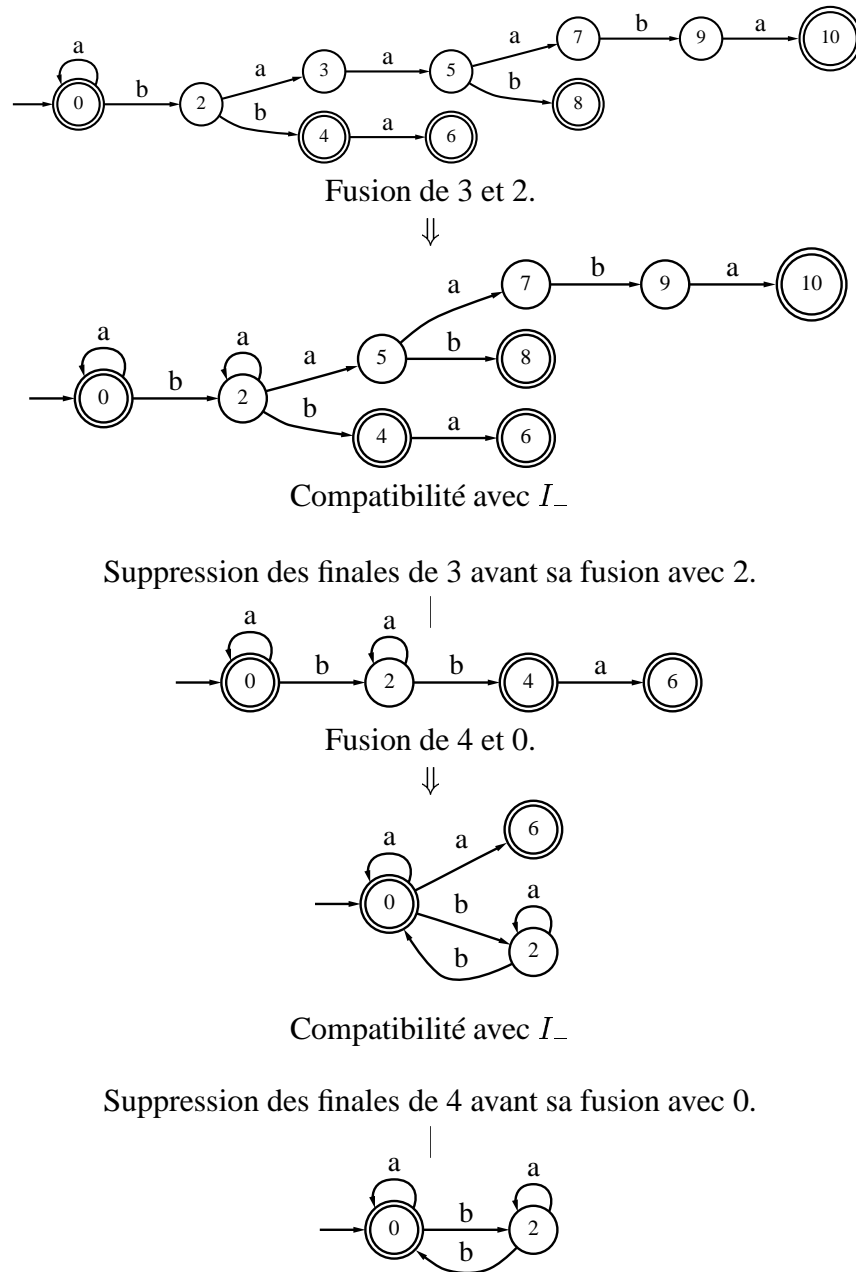 a a 7 b 9 a 10
a 3 a 5
0 b 2 b 8
b 4 a 6
Fusion de 3 et 2.
⇓
7 b 9 a 10
a
a a a 5 b 8
0 b 2 b
4 a 6
Compatibilité avec I_
Suppression des finales de 3 avant sa fusion avec 2.
a a
0 b 2 b 4 a 6
Fusion de 4 et 0.
⇓
a a 6
0 b a
b 2
Compatibilité avec I_
Suppression des finales de 4 avant sa fusion avec 0.
a a
0 b 2
b